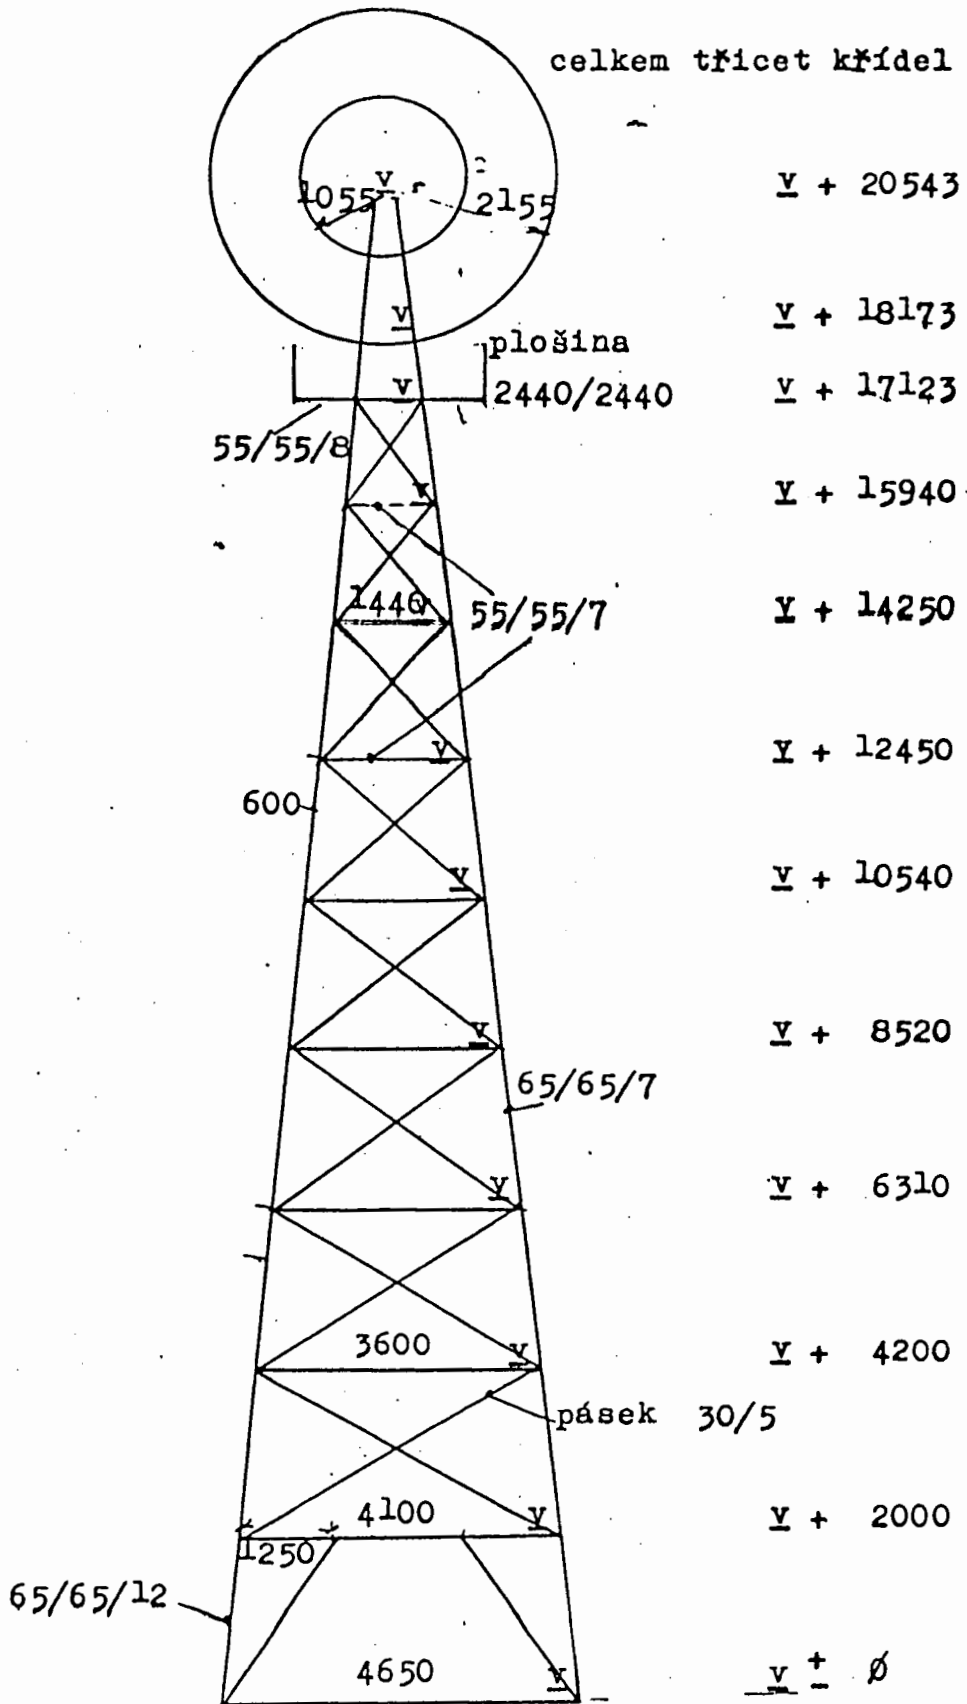 celkem třicet křídel
v
v + 20543
1055
2155
v
v + 18173
plošina
v
2440/2440
v + 17123
55/55/8
v
v + 15940
1446
v
55/55/7
v + 14250
v
v + 12450
600
v
v + 10540
v
v + 8520
65/65/7
v
v + 6310
3600
v
v + 4200
pásek 30/5
4100
v
v + 2000
1250
65/65/12
4650
v
v ± ø